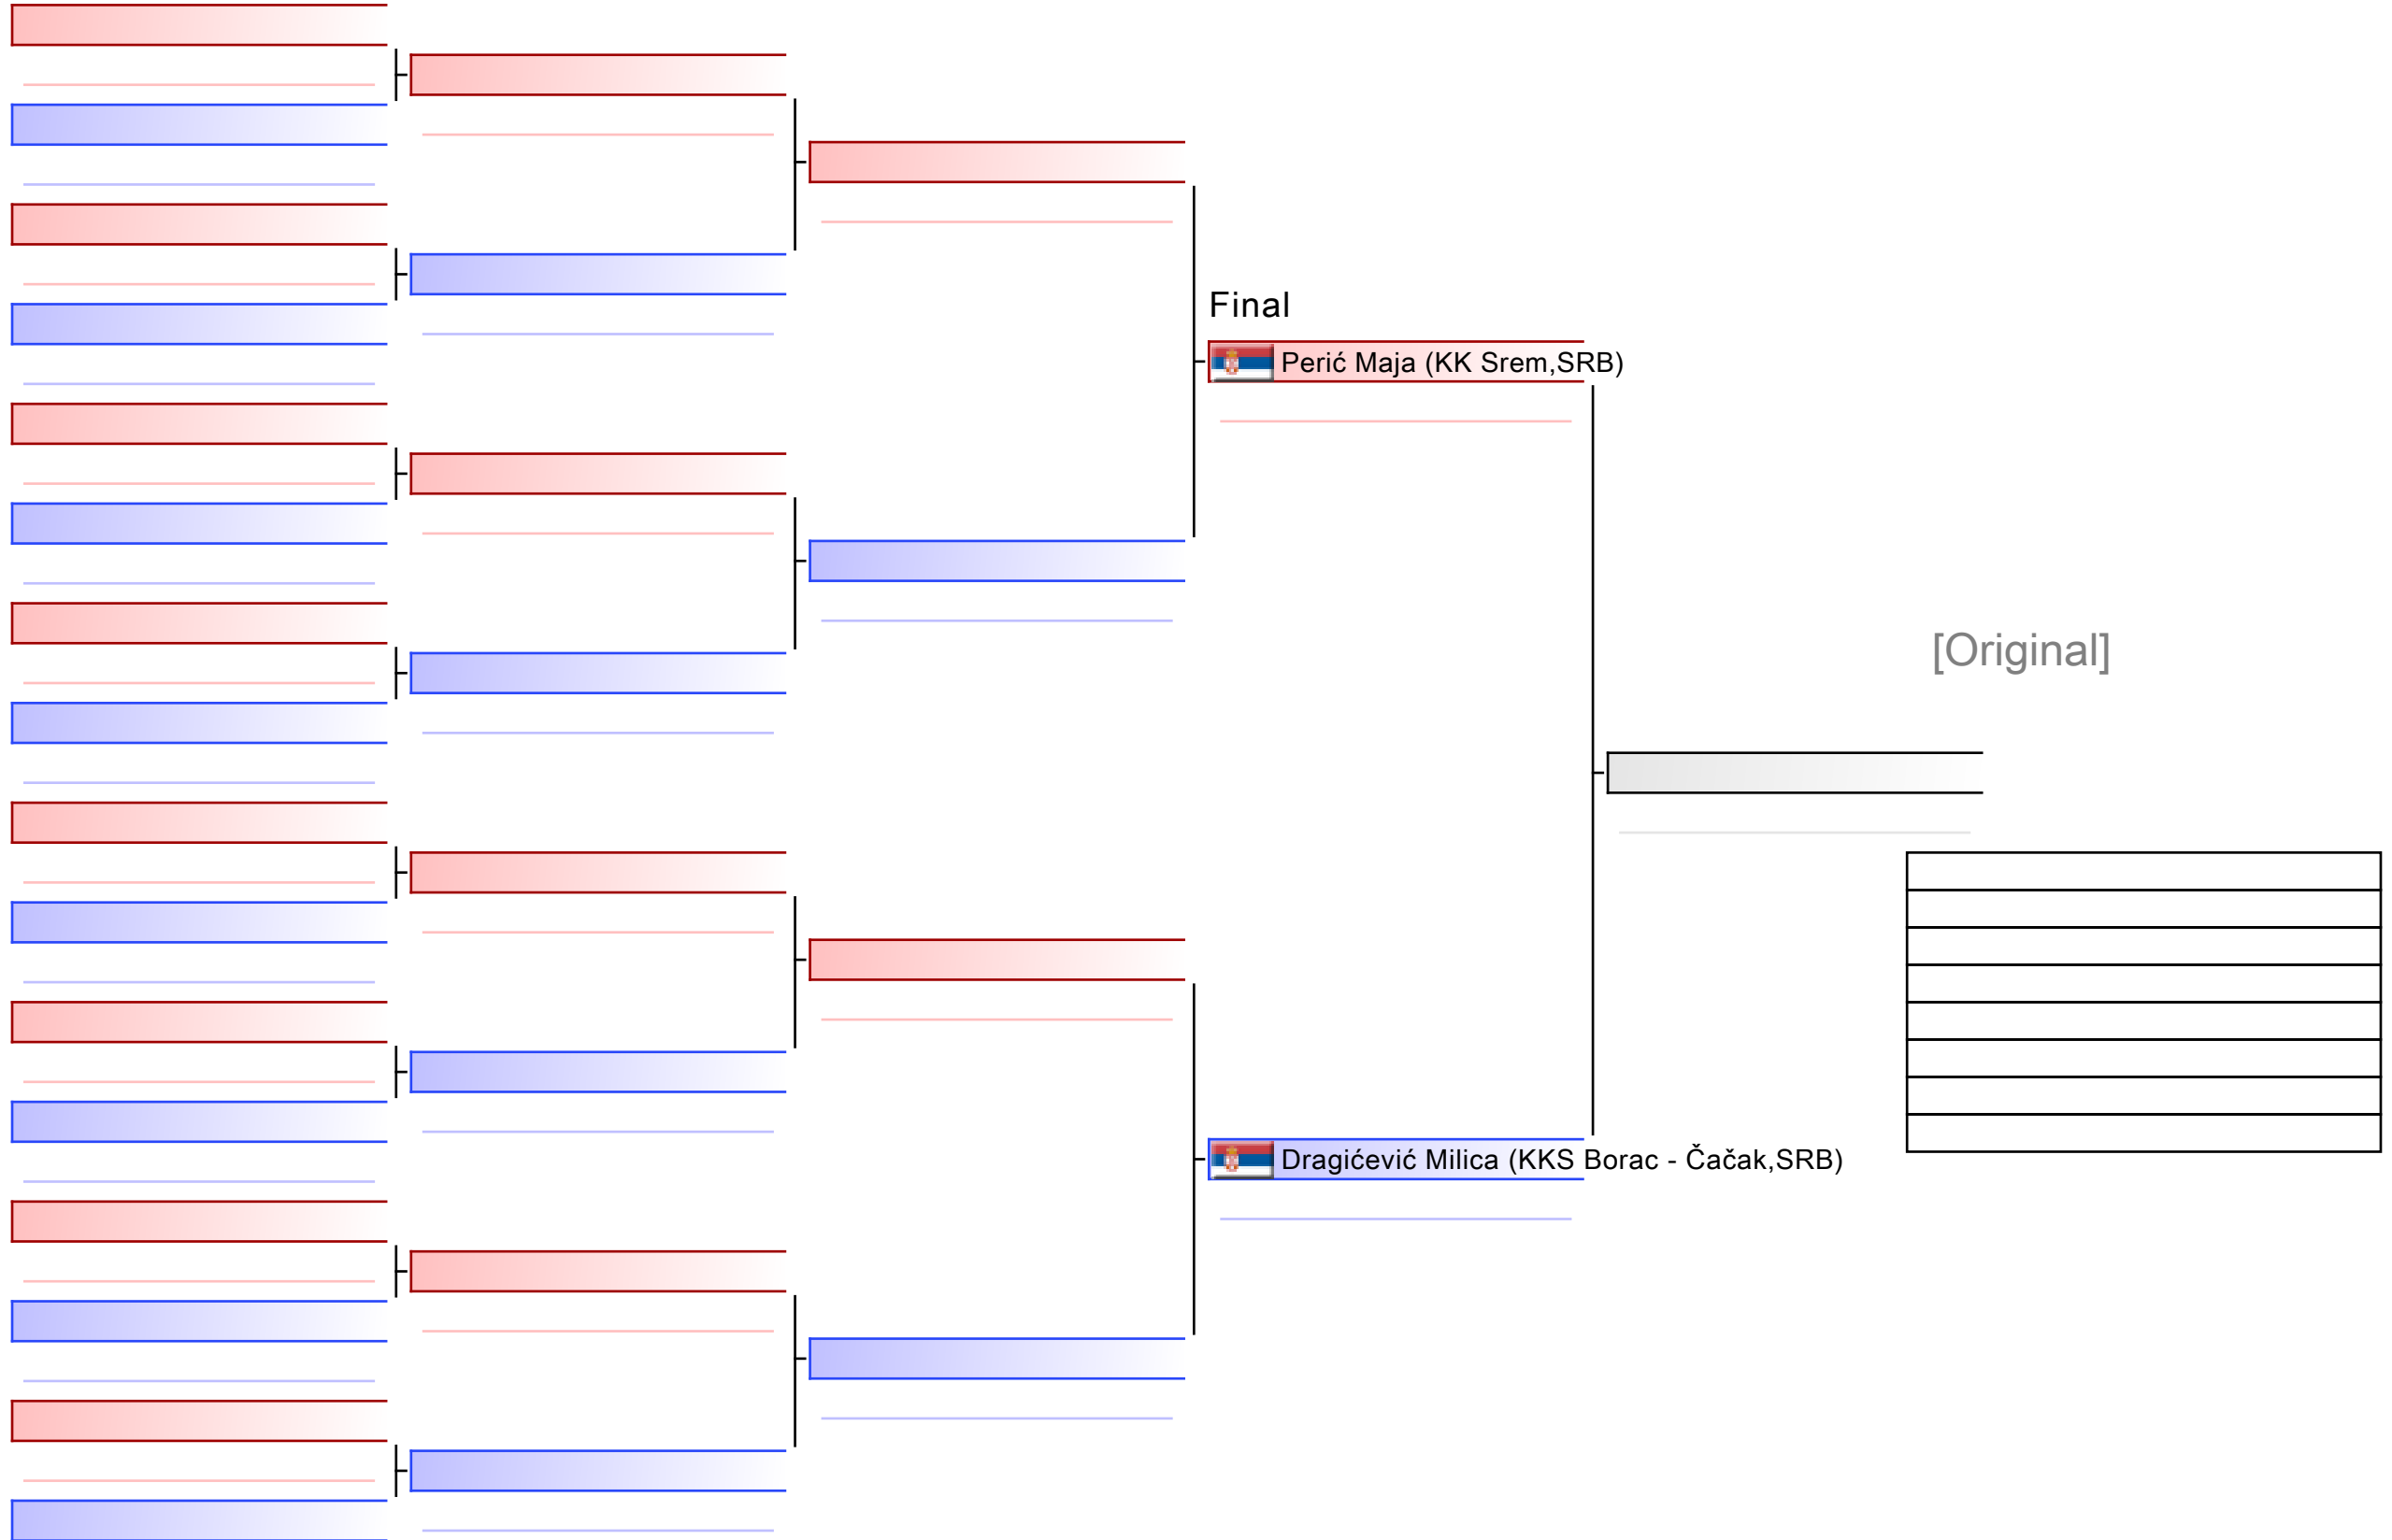 Final
Perić Maja (KK Srem,SRB)
[Original]
Dragićević Milica (KKS Borac - Čačak,SRB)